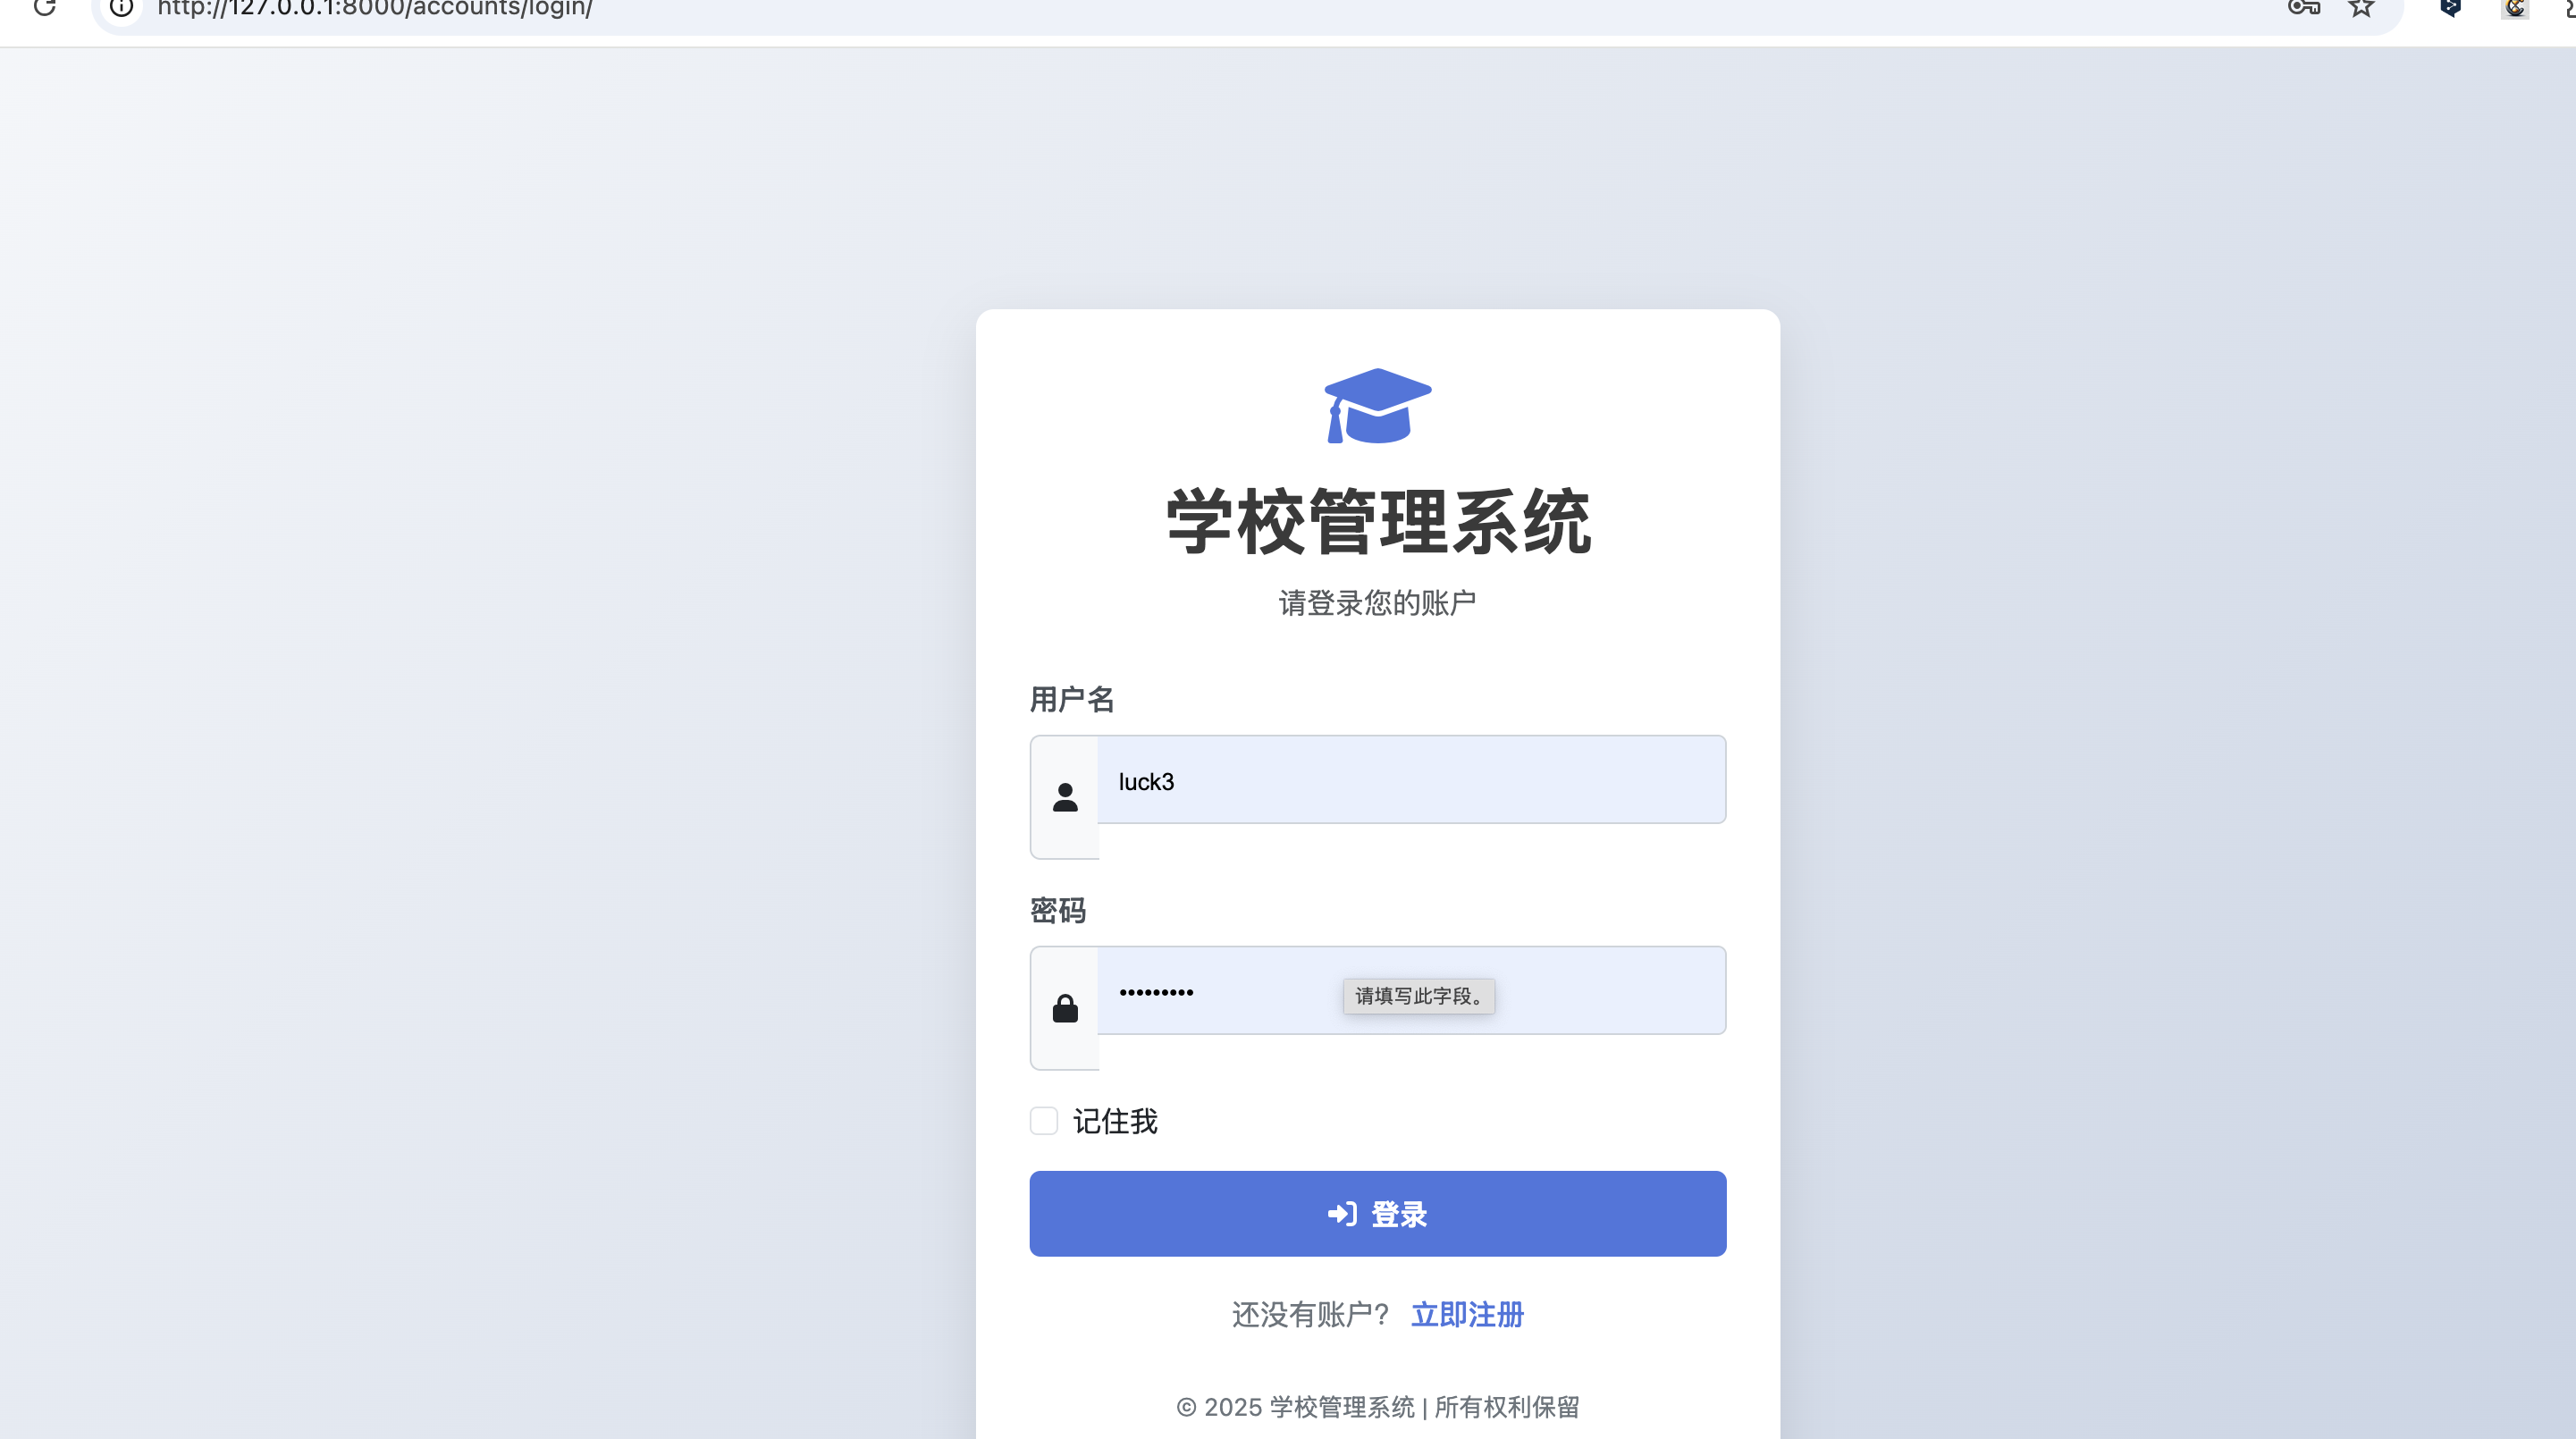 http://127.0.0.1:8000/accounts/login/
学校管理系统
请登录您的账户
用户名
luck3
密码
•••••••••
请填写此字段。
记住我
登录
还没有账户? 立即注册
© 2025 学校管理系统 | 所有权利保留